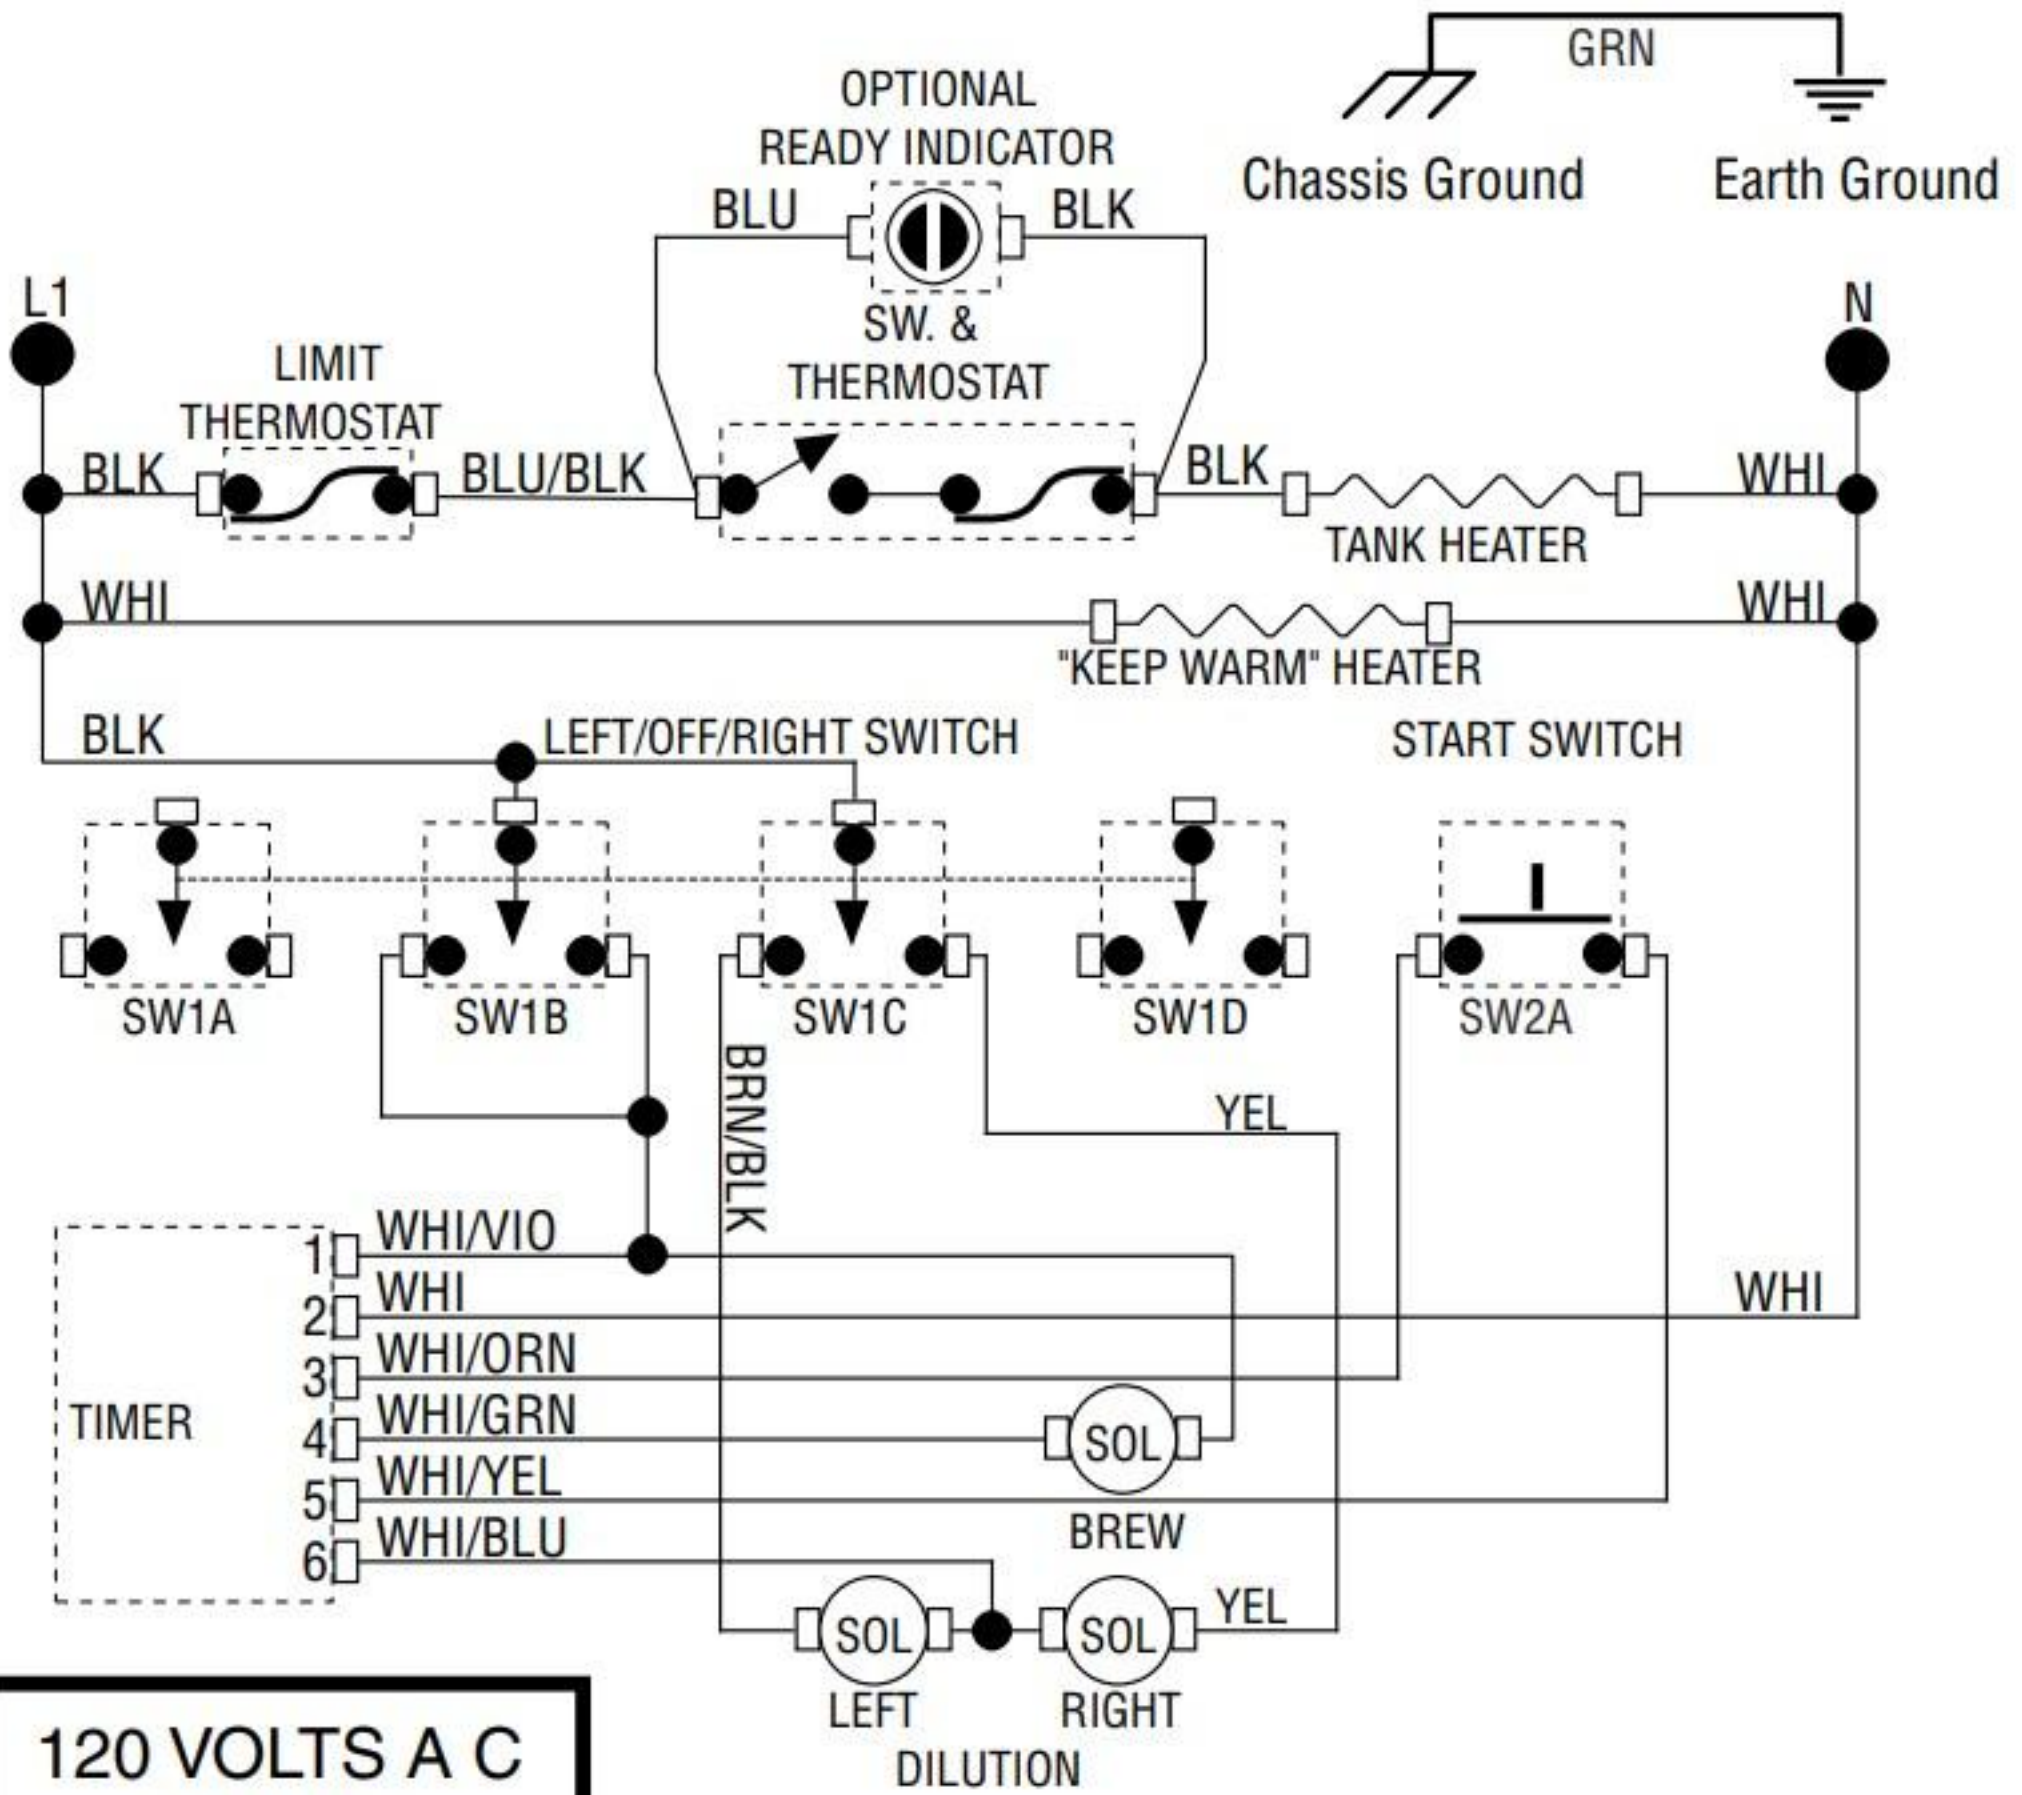 GRN
OPTIONAL
READY INDICATOR
Chassis Ground
Earth Ground
BLU
BLK
L1
N
SW. &
THERMOSTAT
LIMIT
THERMOSTAT
BLK
BLU/BLK
BLK
WHI
TANK HEATER
WHI
WHI
"KEEP WARM" HEATER
BLK
LEFT/OFF/RIGHT SWITCH
START SWITCH
SW1A
SW1B
SW1C
SW1D
SW2A
BRN/BLK
YEL
1
WHI/VIO
2
WHI
WHI
3
WHI/ORN
TIMER
4
WHI/GRN
SOL
5
WHI/YEL
BREW
6
WHI/BLU
SOL
SOL
YEL
LEFT
RIGHT
DILUTION
120 VOLTS A C